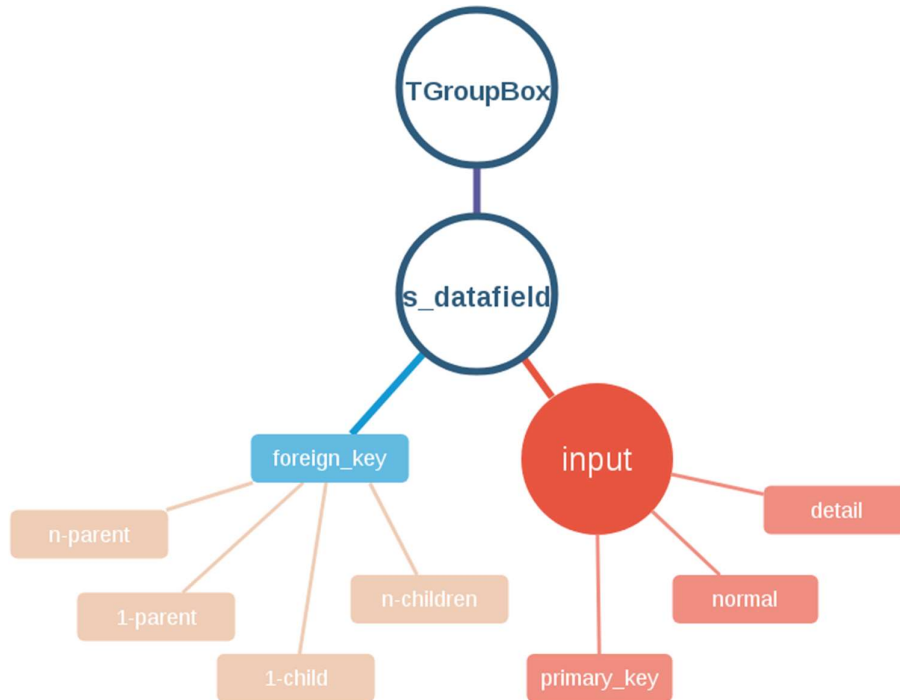 TGroupBox
s_datafield
foreign_key
input
n-parent
detail
1-parent
n-children
normal
1-child
primary_key